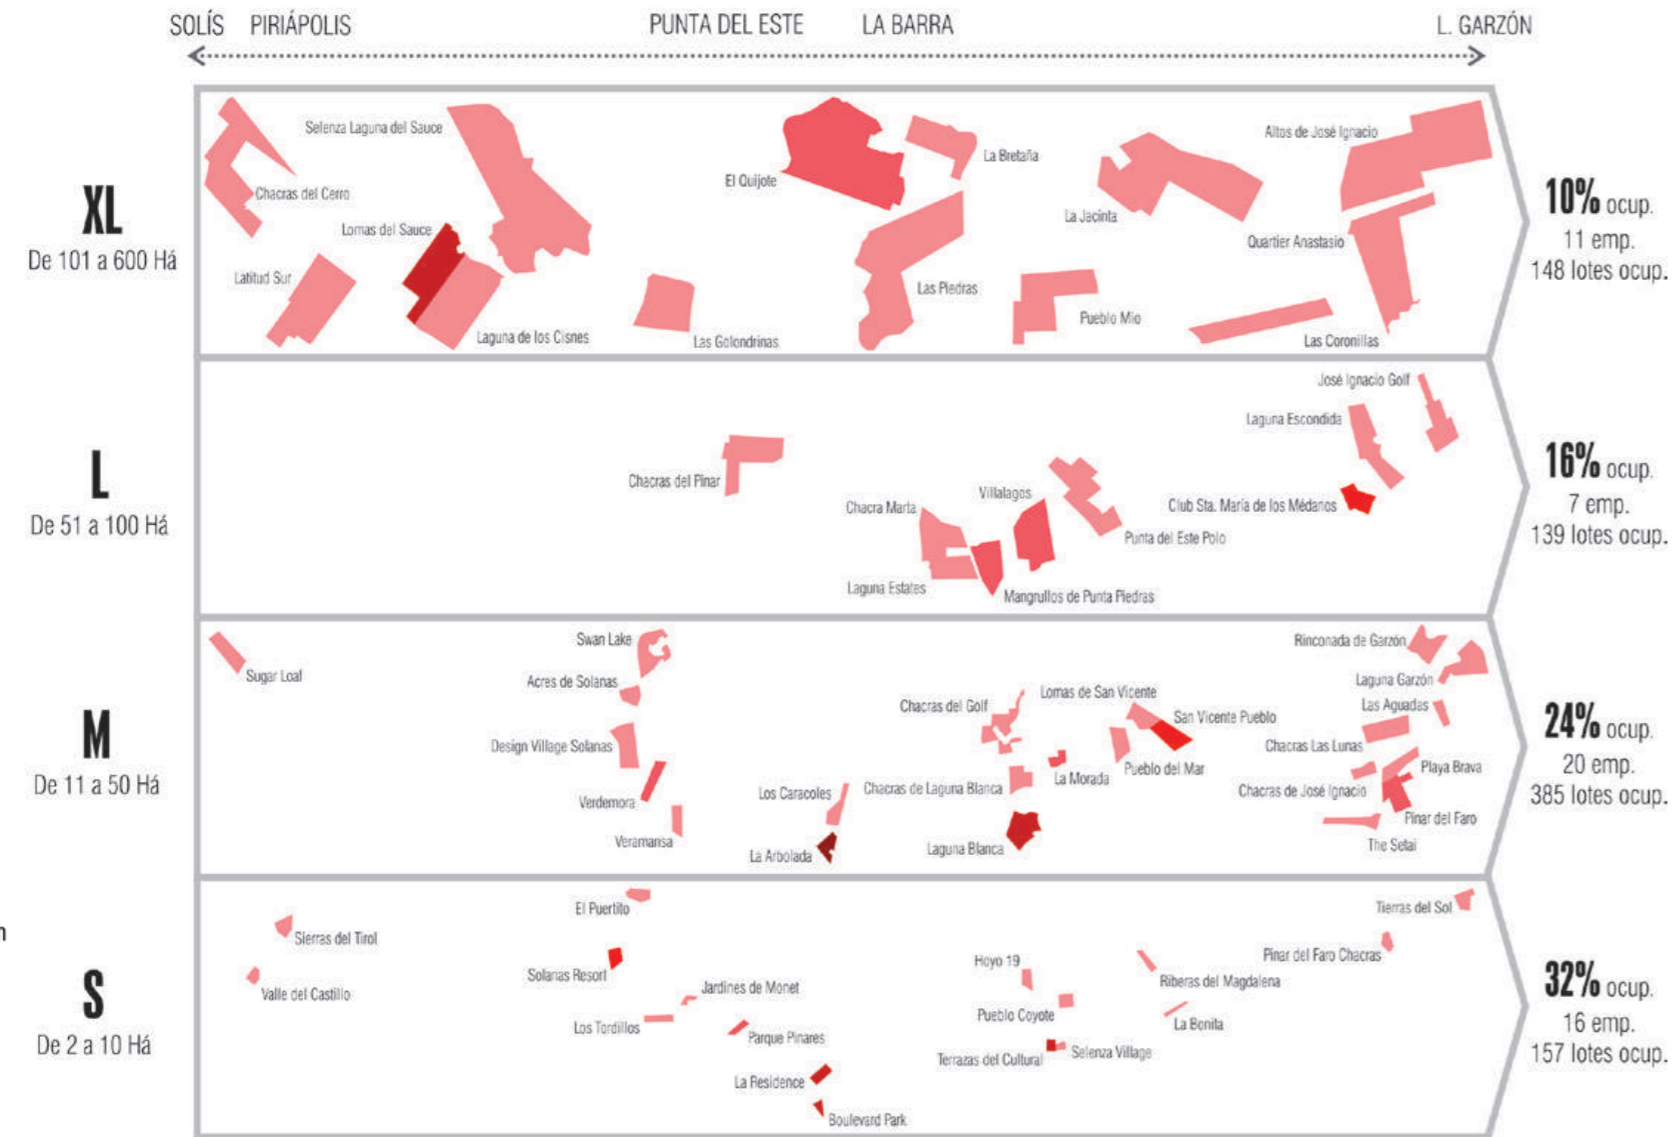 SOLÍS PIRIÁPOLIS PUNTA DEL ESTE LA BARRA L. GARZÓN
XL
De 101 a 600 Há
Selenza Laguna del Sauce
Chacras del Cerro
Lomas del Sauce
Latitud Sur
Laguna de los Cisnes
Las Golondrinas
El Quijote
La Bretaña
Las Piedras
La Jacinta
Pueblo Mio
Altos de José Ignacio
Quartier Anastasio
Las Coronillas
10% ocup.
11 emp.
148 lotes ocup.
L
De 51 a 100 Há
Chacras del Pinar
Chacra Marta
Villalagos
Laguna Estates
Mangrullos de Punta Piedras
Punta del Este Polo
José Ignacio Golf
Laguna Escondida
Club Sta. María de los Médanos
16% ocup.
7 emp.
139 lotes ocup.
M
De 11 a 50 Há
Sugar Loaf
Swan Lake
Acres de Solanas
Design Village Solanas
Verdemora
Veramansa
Los Caracoles
La Arbolada
Chacras del Golf
Lomas de San Vicente
San Vicente Pueblo
Chacras de Laguna Blanca
La Morada
Pueblo del Mar
Laguna Blanca
Rinconada de Garzón
Laguna Garzón
Las Aguadas
Chacras Las Lunas
Playa Brava
Chacras de José Ignacio
Pinar del Faro
The Setai
24% ocup.
20 emp.
385 lotes ocup.
S
De 2 a 10 Há
Sierras del Tirol
Valle del Castillo
El Puertito
Solanas Resort
Jardines de Monet
Los Tordillos
Parque Pinares
La Residence
Boulevard Park
Hoyo 19
Pueblo Coyote
Terrazas del Cultural
Selenza Village
Riberas del Magdalena
La Bonita
Tierras del Sol
Pinar del Faro Chacras
32% ocup.
16 emp.
157 lotes ocup.